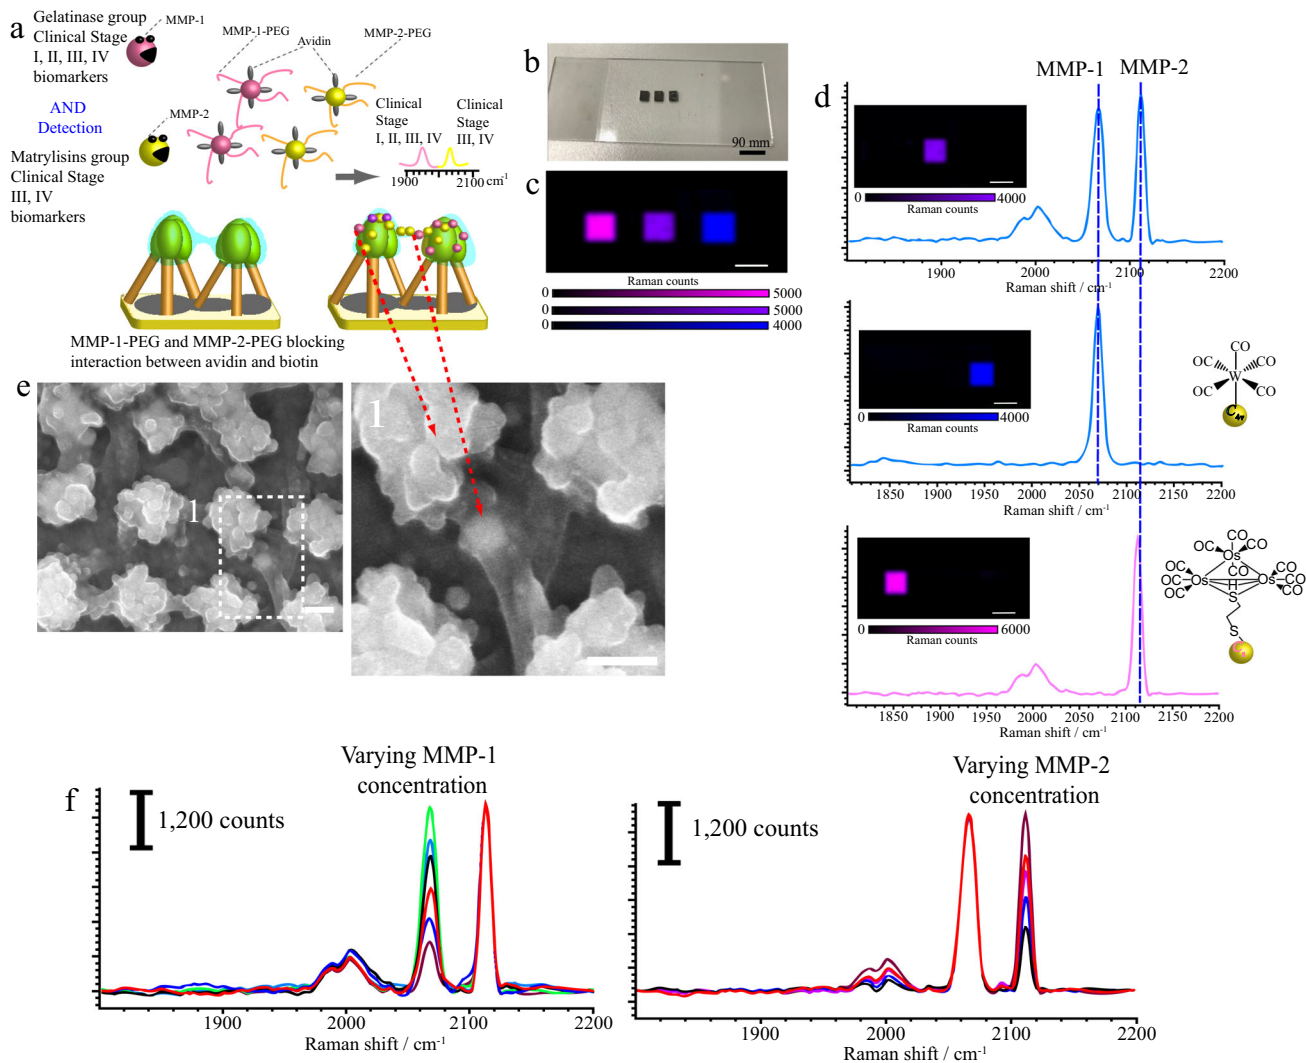 a
Gelatinase group
Clinical Stage
I, II, III, IV
biomarkers
MMP-1
AND
Detection
MMP-2
Matrylisins group
Clinical Stage
III, IV
biomarkers
MMP-1-PEG
Avidin
MMP-2-PEG
Clinical
Stage
I, II, III, IV
Clinical
Stage
III, IV
1900
2100
cm-1
MMP-1-PEG and MMP-2-PEG blocking
interaction between avidin and biotin
b
90 mm
c
Raman counts
0
5000
0
5000
0
4000
d
MMP-1
MMP-2
0
4000
Raman counts
1900
2000
2100
2200
Raman shift / cm-1
0
4000
Raman counts
CO
OC
CO
W
OC
CO
1850
1900
1950
2000
2050
2100
2150
2200
Raman shift / cm-1
0
6000
Raman counts
CO
CO
OC
Os
CO
OC
CO
CO
OC
Os
Os
CO
OC
CO
H
S
S
1850
1900
1950
2000
2050
2100
2150
2200
Raman shift / cm-1
e
1
1
f
1,200 counts
Varying MMP-1
concentration
1900
2000
2100
2200
Raman shift / cm-1
1,200 counts
Varying MMP-2
concentration
1900
2000
2100
2200
Raman shift / cm-1